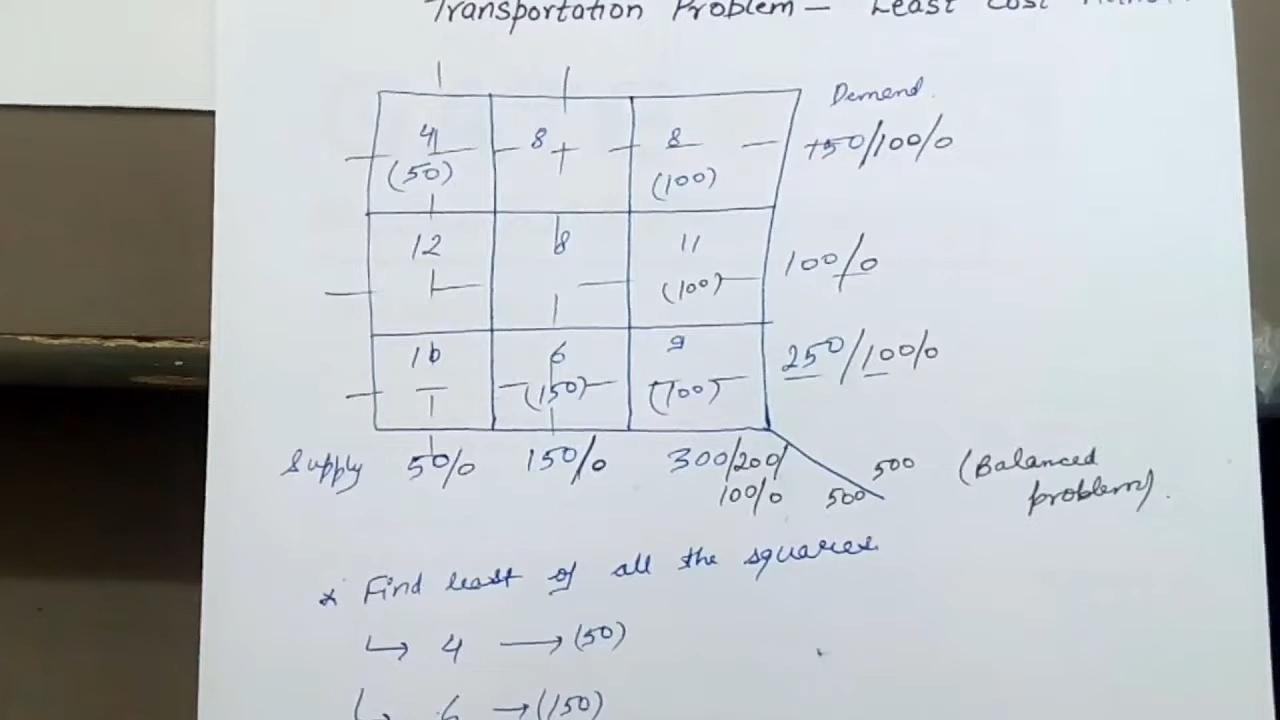 Transportation Problem – Least Cost
Demand.
4 8 8 150/100/0
(50) (100)
12 8 11 100/0
(100)
16 6 9 250/100/0
(150) (100)
Supply 50/0 150/0 300/200/ 500 (Balanced
100/0 500 problem).
* Find least of all the squares
↳ 4 → (50)
↳ 6 → (150)